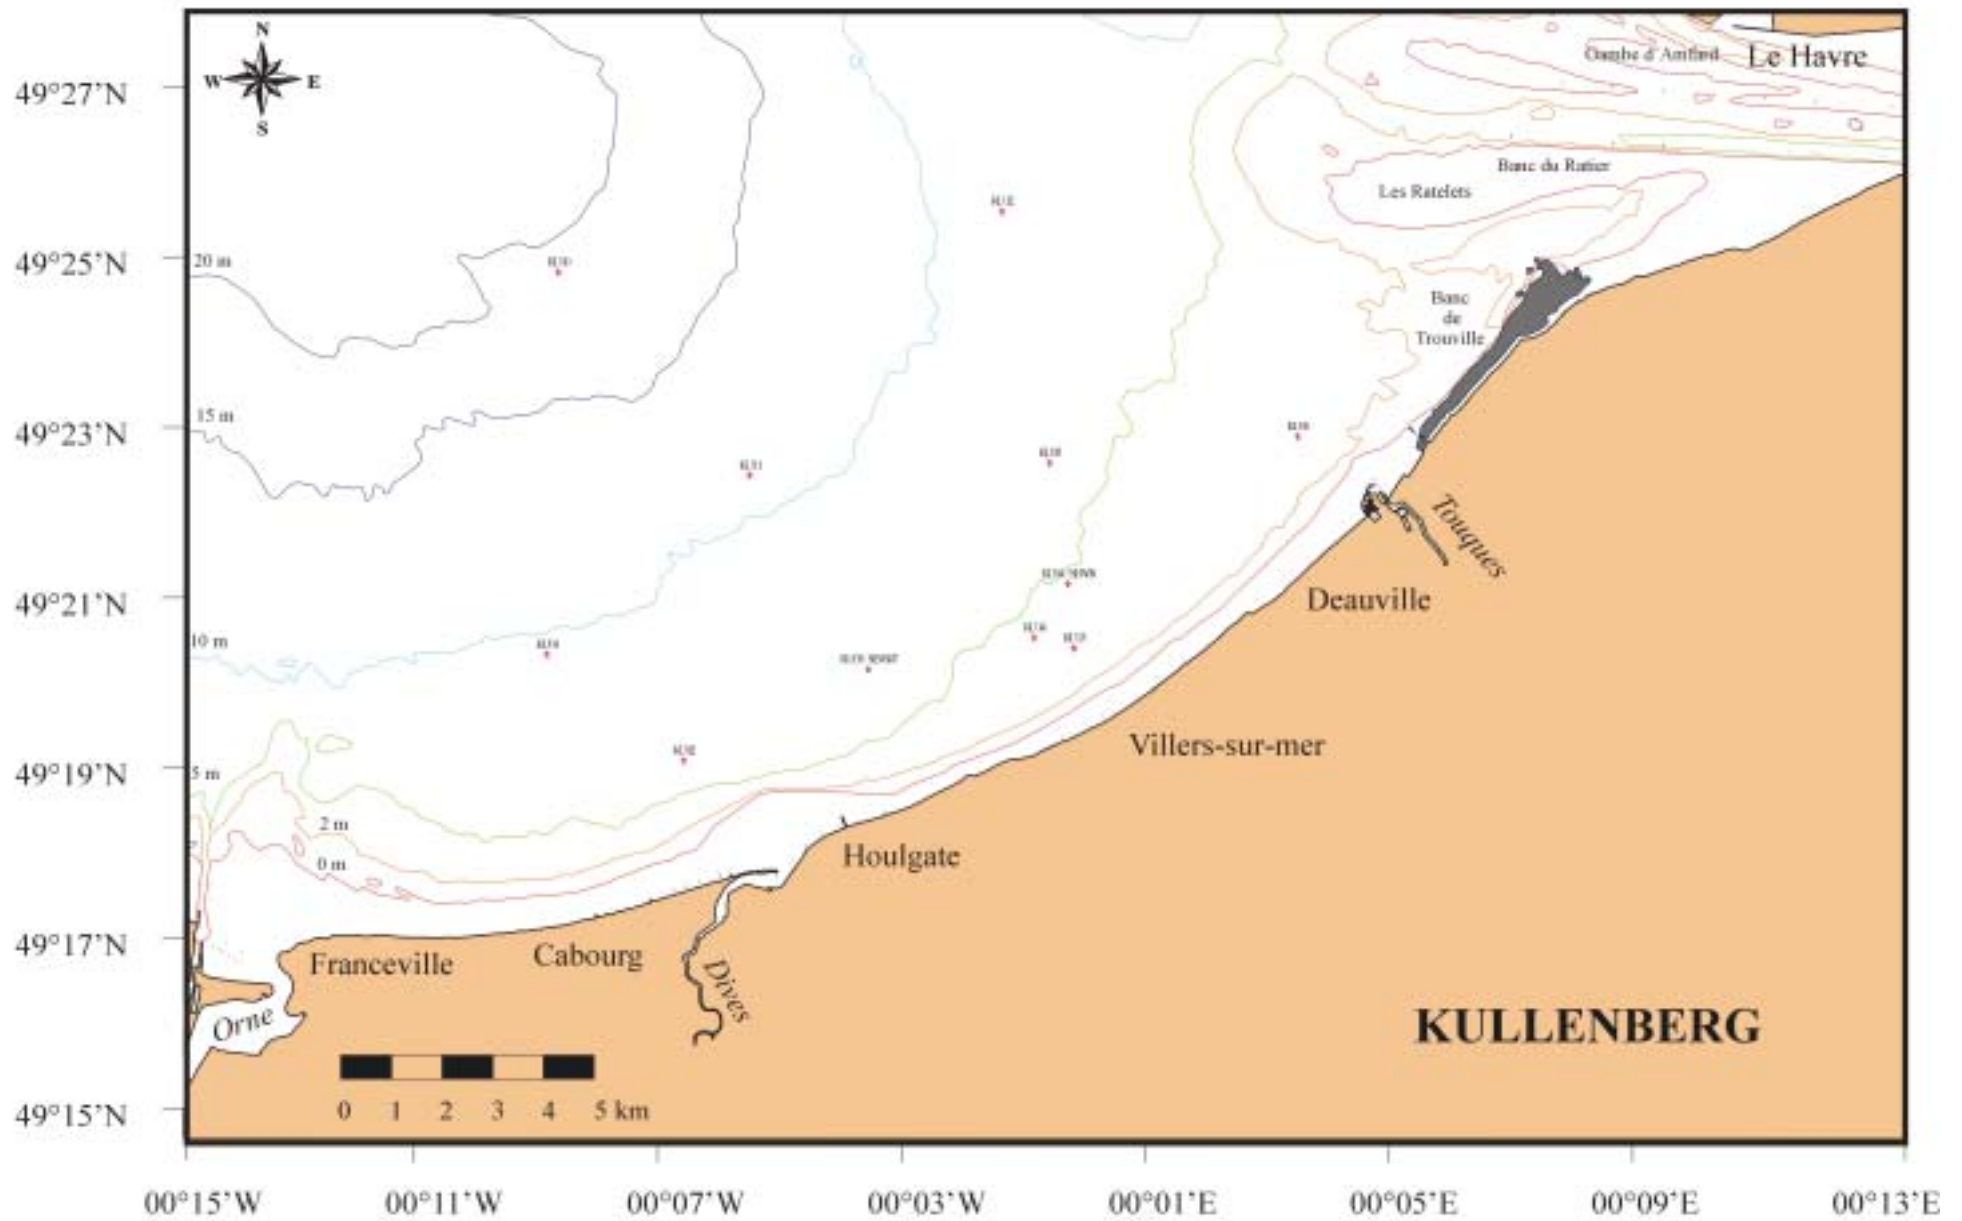 N
W E
S
Le Havre
49°27’N
Banc du Ratier
Les Ratelets
49°25’N
20 m
Banc
de
Trouville
15 m
49°23’N
Touques
49°21’N
Deauville
10 m
Villers-sur-mer
49°19’N
5 m
2 m
0 m
Houlgate
49°17’N
Franceville
Cabourg
Dives
Orne
KULLENBERG
0 1 2 3 4 5 km
49°15’N
00°15’W 00°11’W 00°07’W 00°03’W 00°01’E 00°05’E 00°09’E 00°13’E